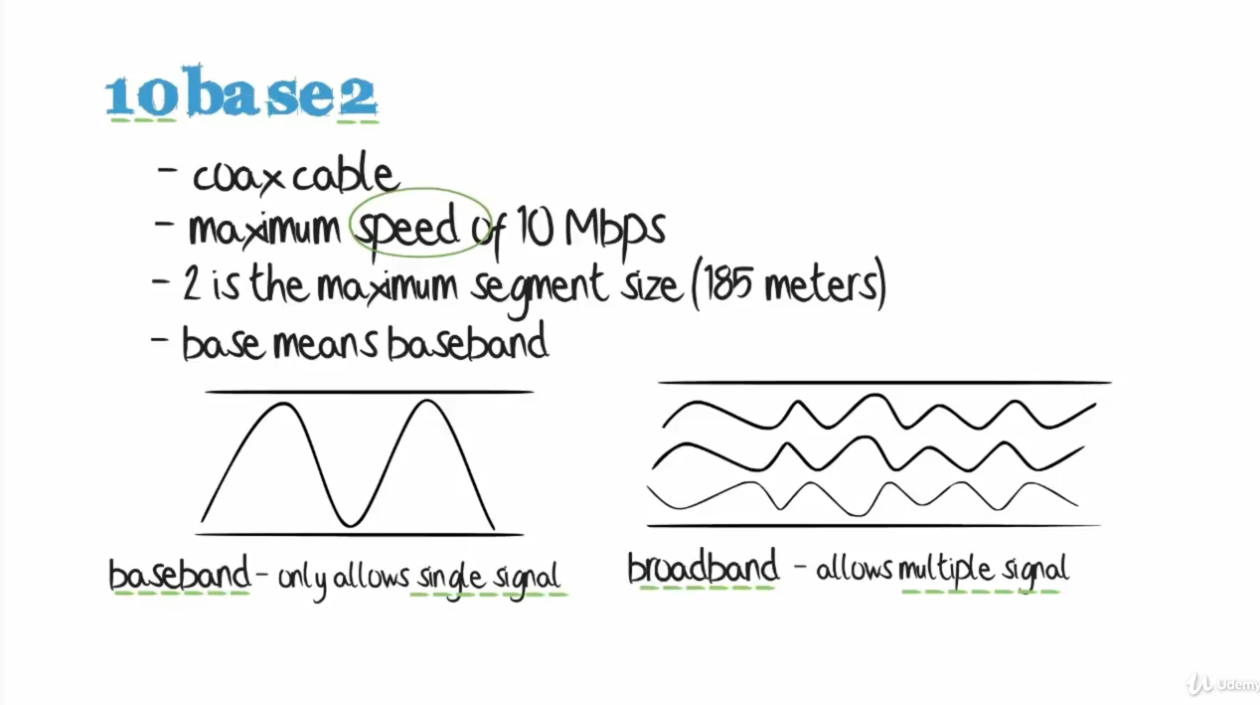 10base2
- coax cable
- maximum speed of 10 Mbps
- 2 is the maximum segment size (185 meters)
- base means baseband
baseband - only allows single signal
broadband - allows multiple signal
Udemy